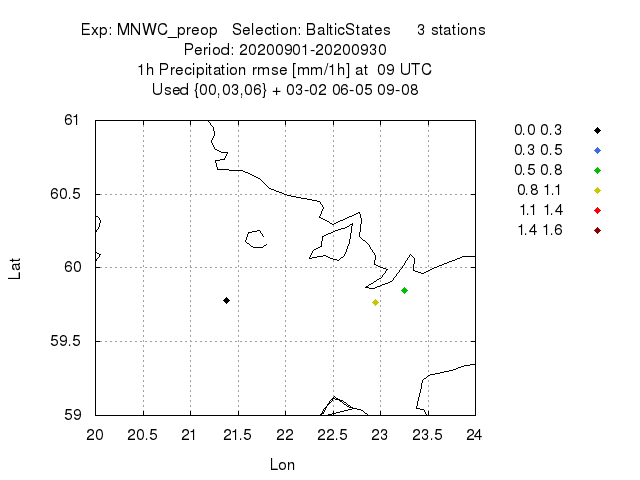 Exp: MNWC_preop Selection: BalticStates 3 stations
Period: 20200901-20200930
1h Precipitation rmse [mm/1h] at 09 UTC
Used {00,03,06} + 03-02 06-05 09-08
61
60.5
60
59.5
59
Lat
20 20.5 21 21.5 22 22.5 23 23.5 24
Lon
0.0 0.3
0.3 0.5
0.5 0.8
0.8 1.1
1.1 1.4
1.4 1.6